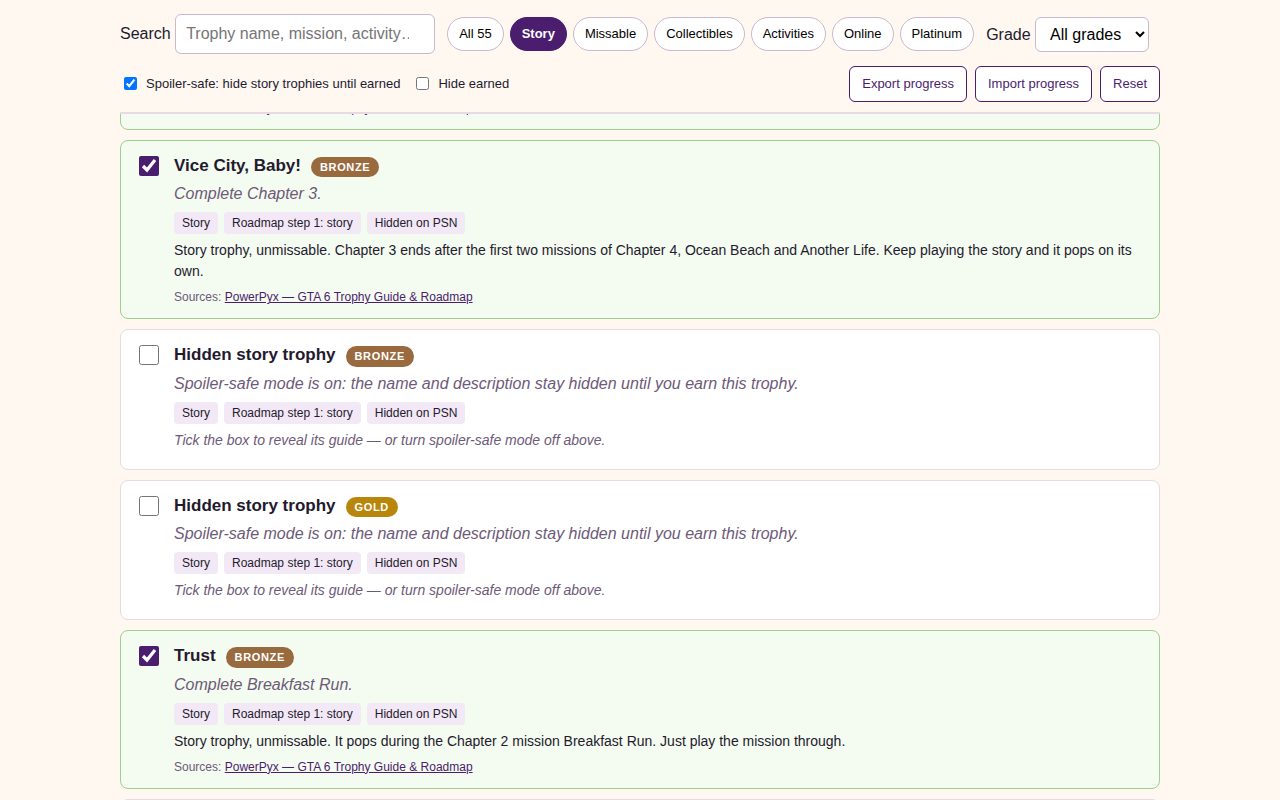 Search Trophy name, mission, activity… All 55 Story Missable Collectibles Activities Online Platinum Grade All grades
Spoiler-safe: hide story trophies until earned Hide earned Export progress Import progress Reset
Vice City, Baby! BRONZE
Complete Chapter 3.
Story Roadmap step 1: story Hidden on PSN
Story trophy, unmissable. Chapter 3 ends after the first two missions of Chapter 4, Ocean Beach and Another Life. Keep playing the story and it pops on its
own.
Sources: PowerPyx — GTA 6 Trophy Guide & Roadmap
Hidden story trophy BRONZE
Spoiler-safe mode is on: the name and description stay hidden until you earn this trophy.
Story Roadmap step 1: story Hidden on PSN
Tick the box to reveal its guide — or turn spoiler-safe mode off above.
Hidden story trophy GOLD
Spoiler-safe mode is on: the name and description stay hidden until you earn this trophy.
Story Roadmap step 1: story Hidden on PSN
Tick the box to reveal its guide — or turn spoiler-safe mode off above.
Trust BRONZE
Complete Breakfast Run.
Story Roadmap step 1: story Hidden on PSN
Story trophy, unmissable. It pops during the Chapter 2 mission Breakfast Run. Just play the mission through.
Sources: PowerPyx — GTA 6 Trophy Guide & Roadmap